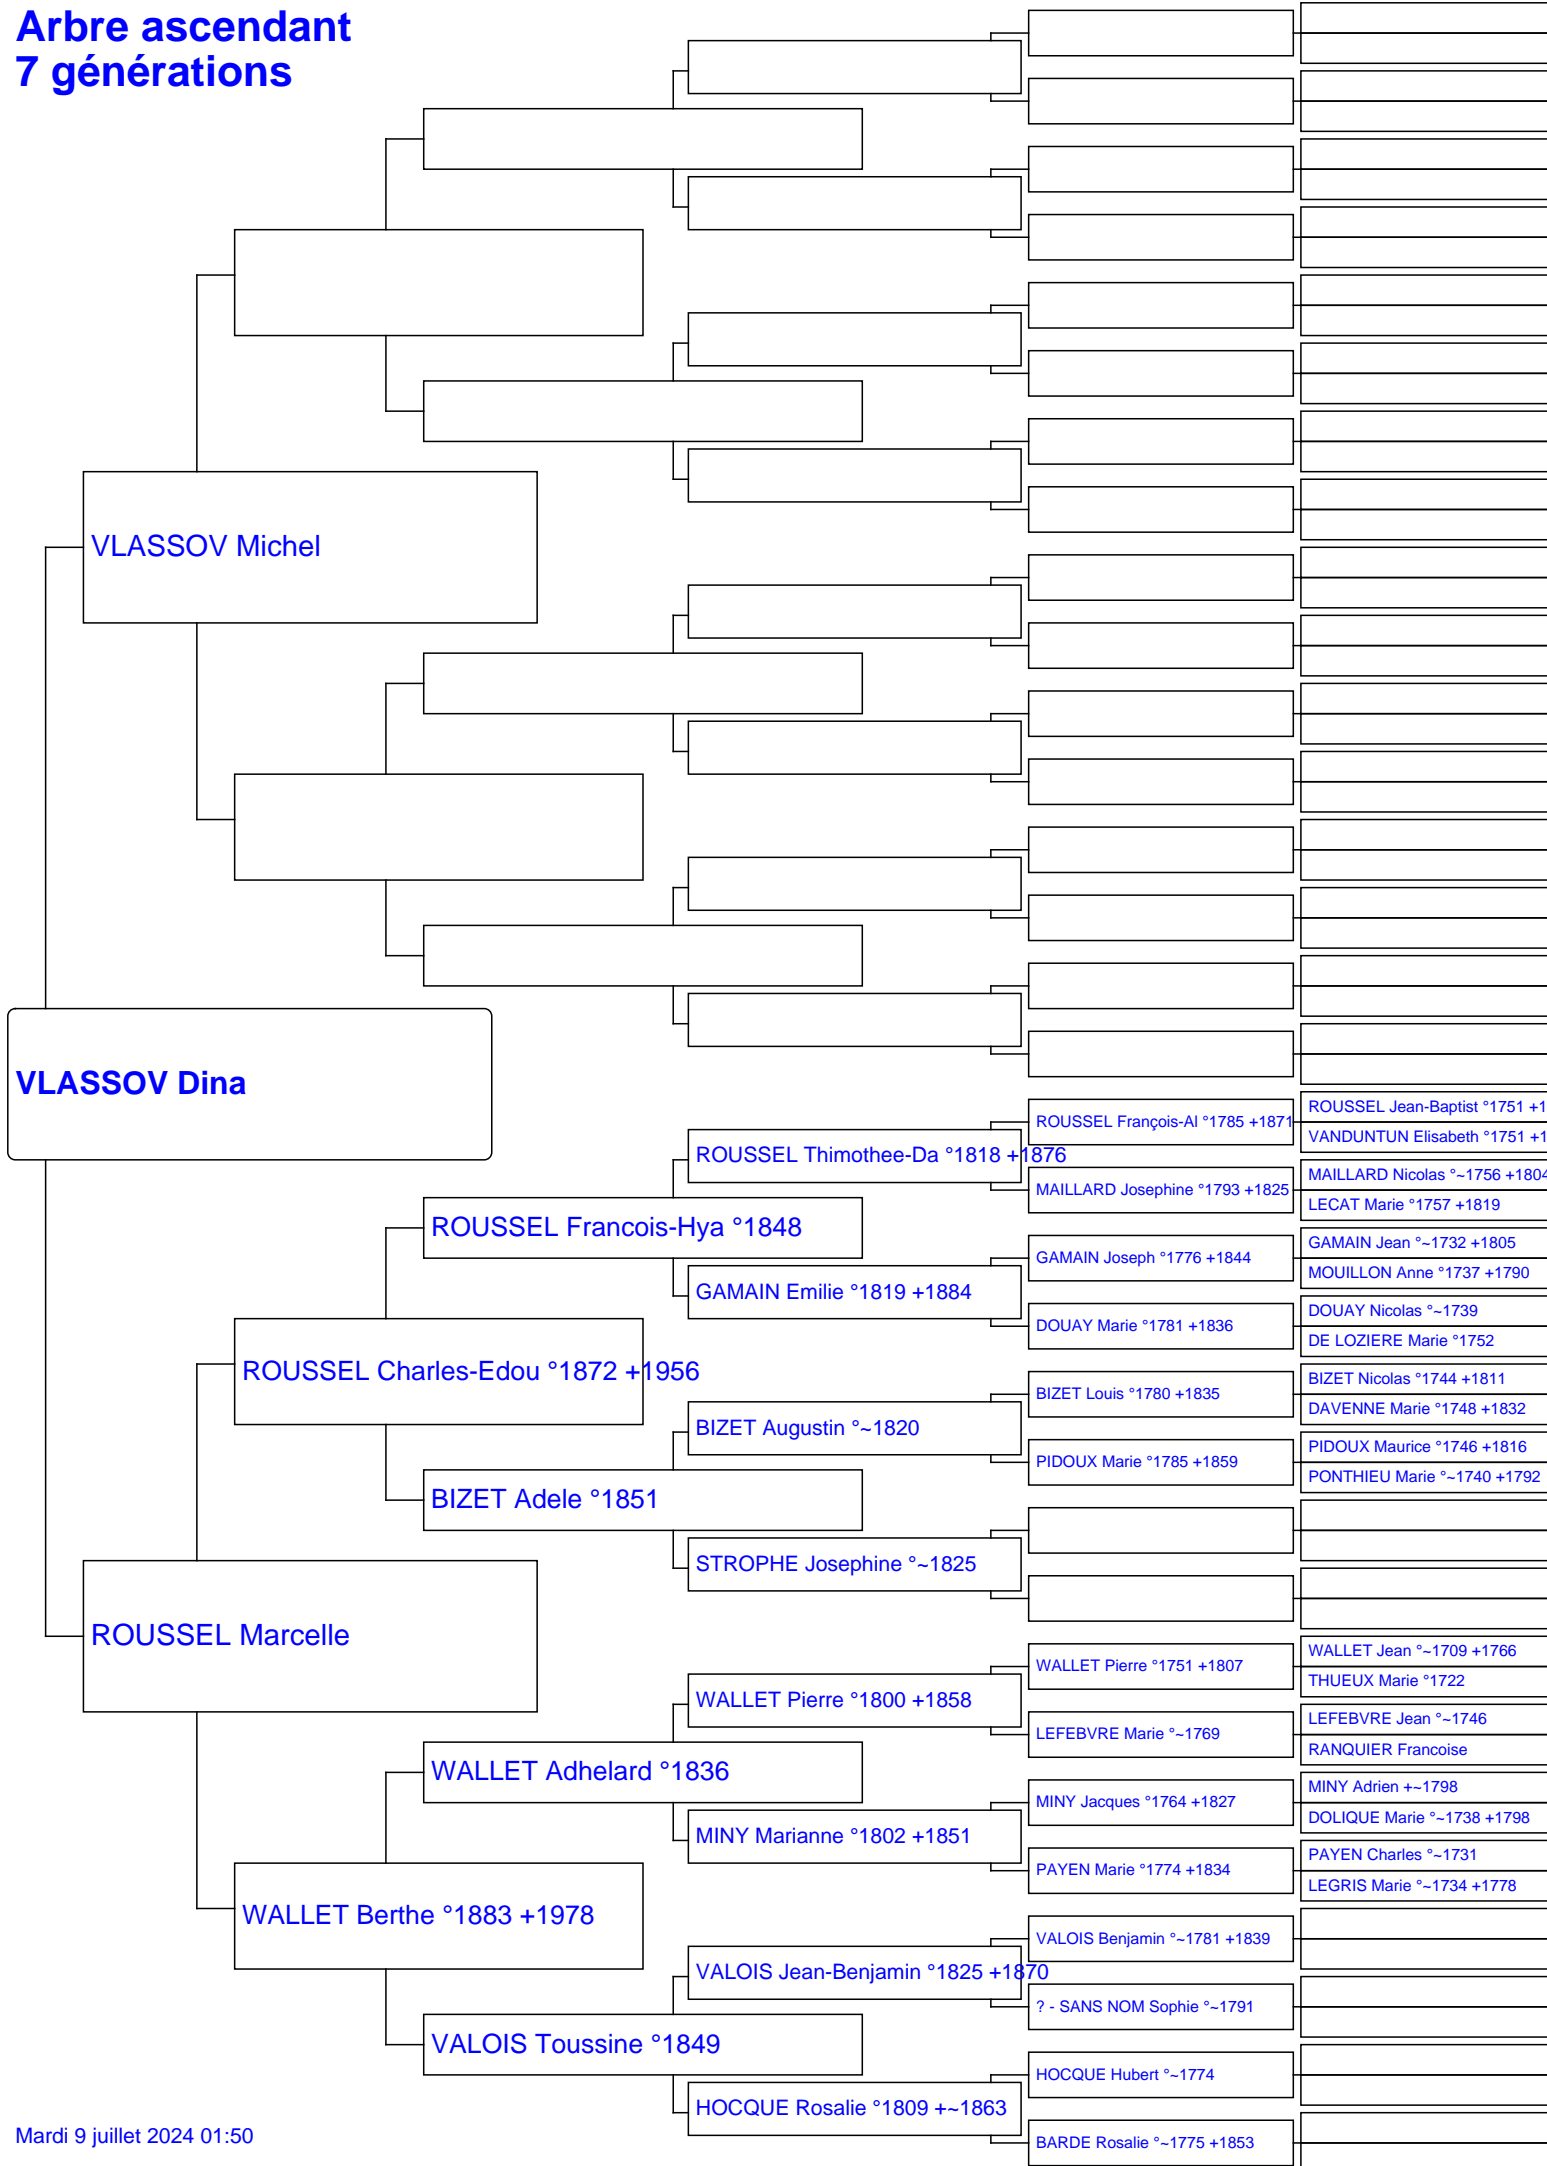 Arbre ascendant
7 générations
VLASSOV Michel
VLASSOV Dina
ROUSSEL François-Al °1785 +1871
ROUSSEL Jean-Baptist °1751 +1
VANDUNTUN Elisabeth °1751 +1
ROUSSEL Thimothee-Da °1818 +1876
MAILLARD Josephine °1793 +1825
MAILLARD Nicolas °~1756 +1804
LECAT Marie °1757 +1819
ROUSSEL Francois-Hya °1848
GAMAIN Joseph °1776 +1844
GAMAIN Jean °~1732 +1805
MOUILLON Anne °1737 +1790
GAMAIN Emilie °1819 +1884
DOUAY Marie °1781 +1836
DOUAY Nicolas °~1739
DE LOZIERE Marie °1752
ROUSSEL Charles-Edou °1872 +1956
BIZET Louis °1780 +1835
BIZET Nicolas °1744 +1811
DAVENNE Marie °1748 +1832
BIZET Augustin °~1820
PIDOUX Marie °1785 +1859
PIDOUX Maurice °1746 +1816
PONTHIEU Marie °~1740 +1792
BIZET Adele °1851
STROPHE Josephine °~1825
ROUSSEL Marcelle
WALLET Pierre °1751 +1807
WALLET Jean °~1709 +1766
THUEUX Marie °1722
WALLET Pierre °1800 +1858
LEFEBVRE Marie °~1769
LEFEBVRE Jean °~1746
RANQUIER Francoise
WALLET Adhelard °1836
MINY Jacques °1764 +1827
MINY Adrien +~1798
DOLIQUE Marie °~1738 +1798
MINY Marianne °1802 +1851
PAYEN Marie °1774 +1834
PAYEN Charles °~1731
LEGRIS Marie °~1734 +1778
WALLET Berthe °1883 +1978
VALOIS Benjamin °~1781 +1839
VALOIS Jean-Benjamin °1825 +1870
? - SANS NOM Sophie °~1791
VALOIS Toussine °1849
HOCQUE Hubert °~1774
HOCQUE Rosalie °1809 +~1863
BARDE Rosalie °~1775 +1853
Mardi 9 juillet 2024 01:50